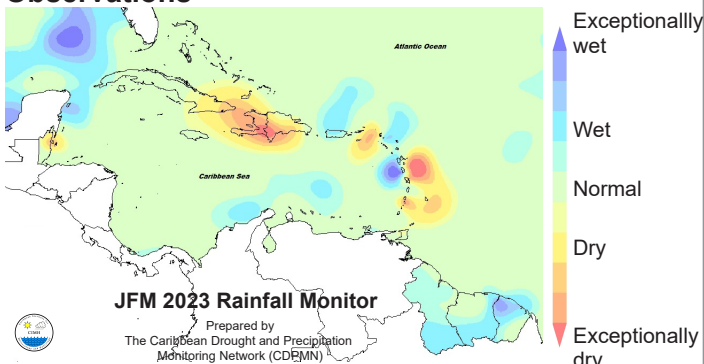 Observations
Exceptionallly
wet
Atlantic Ocean
Wet
Caribbean Sea
Normal
Dry
JFM 2023 Rainfall Monitor
Prepared by
The Caribbean Drought and Precipitation
Monitoring Network (CDPMN)
CIMH
Exceptionally
dry